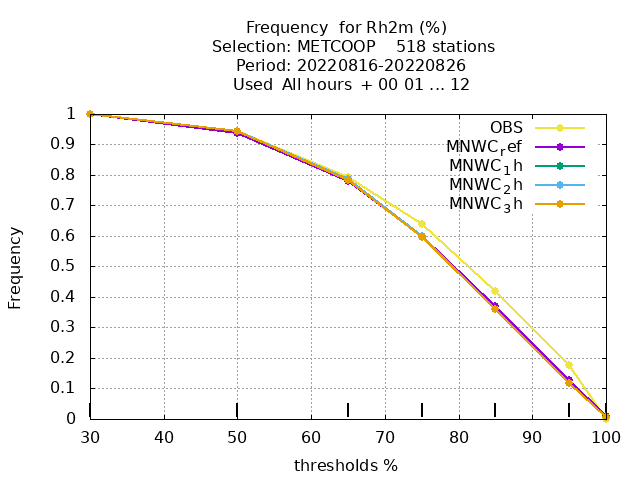 Frequency  for Rh2m (%)
Selection: METCOOP    518 stations
Period: 20220816-20220826
Used  All hours  + 00 01 ... 12
OBS
MNWC_ref
MNWC_1h
MNWC_2h
MNWC_3h
1
0.9
0.8
0.7
0.6
0.5
0.4
0.3
0.2
0.1
0
Frequency
30 40 50 60 70 80 90 100
thresholds %